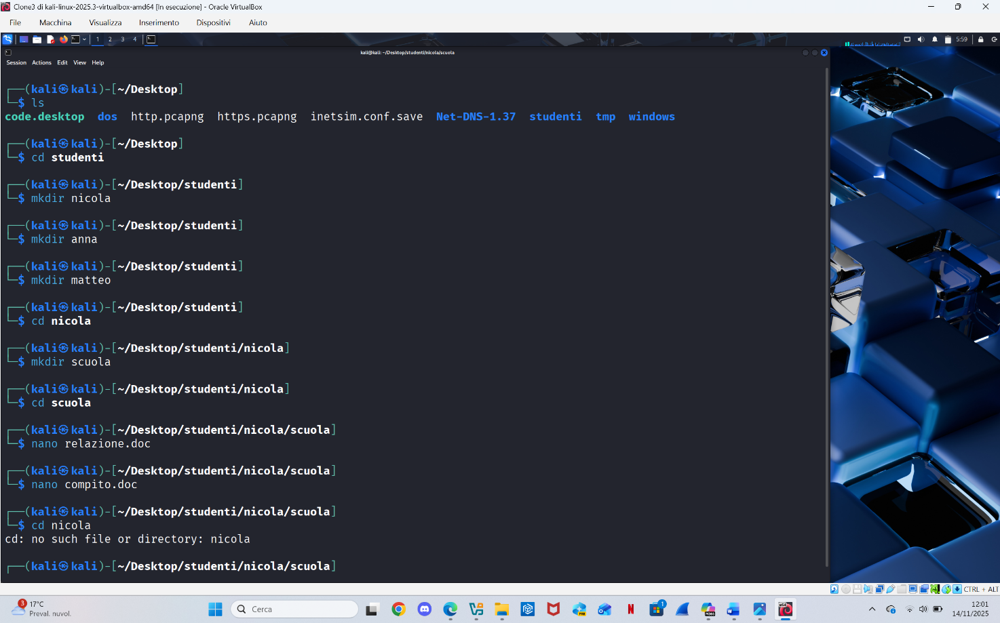 Clone3 di kali-linux-2025.3-virtualbox-amd64 [In esecuzione] - Oracle VirtualBox
File Macchina Visualizza Inserimento Dispositivi Aiuto
1 2 3 4 5:59
kali@kali: ~/Desktop/studenti/nicola/scuola
Session Actions Edit View Help
┌──(kali㉿kali)-[~/Desktop]
└─$ ls
code.desktop dos http.pcapng https.pcapng inetsim.conf.save Net-DNS-1.37 studenti tmp windows
┌──(kali㉿kali)-[~/Desktop]
└─$ cd studenti
┌──(kali㉿kali)-[~/Desktop/studenti]
└─$ mkdir nicola
┌──(kali㉿kali)-[~/Desktop/studenti]
└─$ mkdir anna
┌──(kali㉿kali)-[~/Desktop/studenti]
└─$ mkdir matteo
┌──(kali㉿kali)-[~/Desktop/studenti]
└─$ cd nicola
┌──(kali㉿kali)-[~/Desktop/studenti/nicola]
└─$ mkdir scuola
┌──(kali㉿kali)-[~/Desktop/studenti/nicola]
└─$ cd scuola
┌──(kali㉿kali)-[~/Desktop/studenti/nicola/scuola]
└─$ nano relazione.doc
┌──(kali㉿kali)-[~/Desktop/studenti/nicola/scuola]
└─$ nano compito.doc
┌──(kali㉿kali)-[~/Desktop/studenti/nicola/scuola]
└─$ cd nicola
cd: no such file or directory: nicola
┌──(kali㉿kali)-[~/Desktop/studenti/nicola/scuola]
CTRL + ALT
3 17°C
Preval. nuvol.
Cerca
PRE
M365
1
12:01
14/11/2025